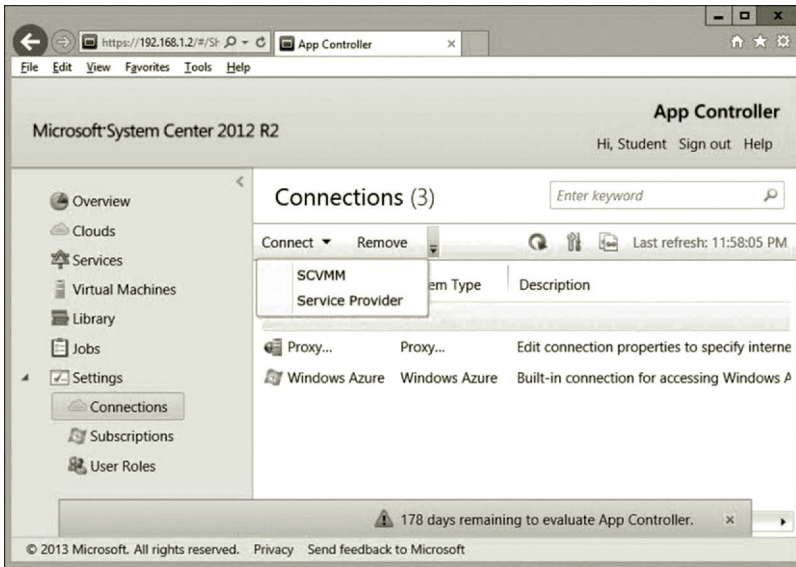 https://192.168.1.2/#/SH
App Controller
File Edit View Favorites Tools Help
Microsoft System Center 2012 R2
App Controller
Hi, Student Sign out Help
Overview
Clouds
Services
Virtual Machines
Library
Jobs
Settings
Connections
Subscriptions
User Roles
Connections (3)
Enter keyword
Connect Remove
Last refresh: 11:58:05 PM
SCVMM
Service Provider
em Type Description
Proxy... Proxy... Edit connection properties to specify interne
Windows Azure Windows Azure Built-in connection for accessing Windows A
178 days remaining to evaluate App Controller.
© 2013 Microsoft. All rights reserved. Privacy Send feedback to Microsoft